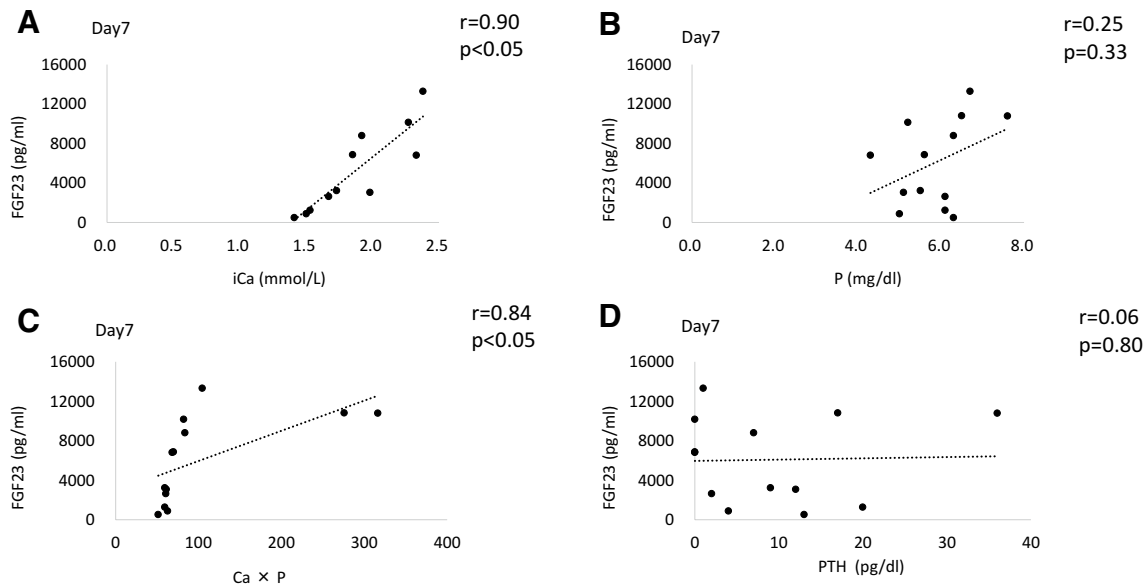 A
Day7
r=0.90
p<0.05
16000
12000
8000
4000
0
FGF23 (pg/ml)
0.0 0.5 1.0 1.5 2.0 2.5
iCa (mmol/L)
B
Day7
r=0.25
p=0.33
16000
12000
8000
4000
0
FGF23 (pg/ml)
0.0 2.0 4.0 6.0 8.0
P (mg/dl)
C
Day7
r=0.84
p<0.05
16000
12000
8000
4000
0
FGF23 (pg/ml)
0 100 200 300 400
Ca × P
D
Day7
r=0.06
p=0.80
16000
12000
8000
4000
0
FGF23 (pg/ml)
0 10 20 30 40
PTH (pg/dl)